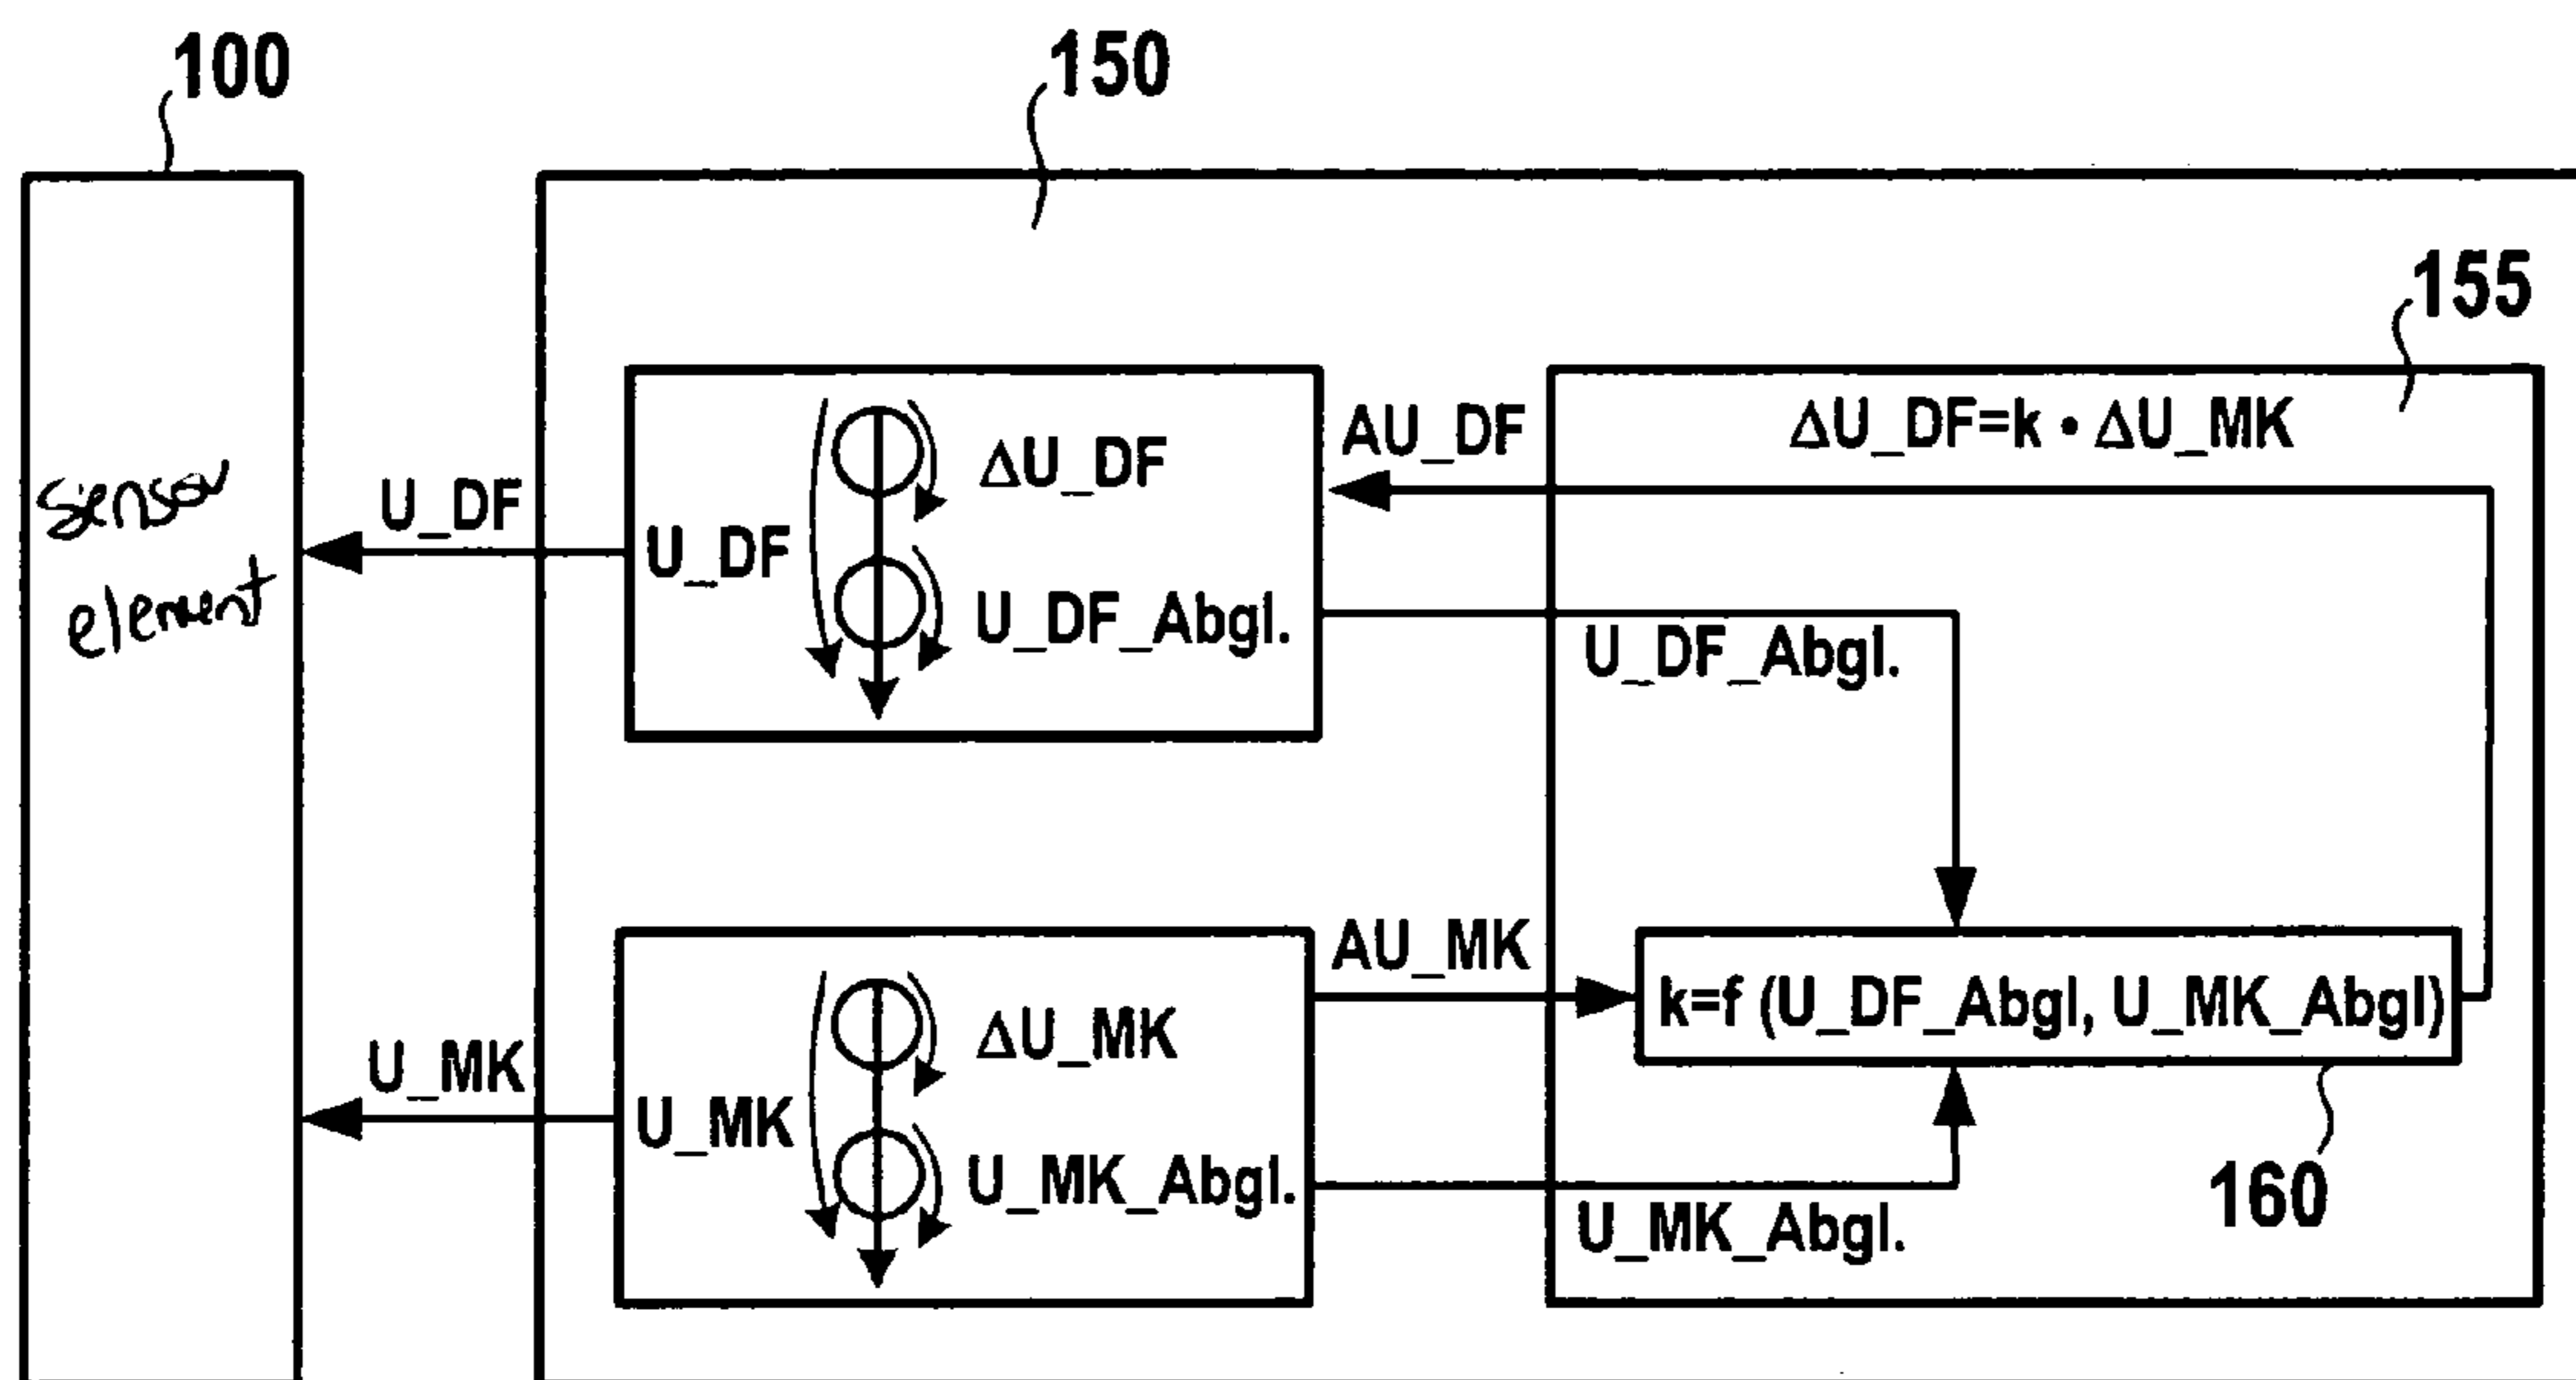 100
150
155
ΔU_DF=k • ΔU_MK
AU_DF
ΔU_DF
sensor
element
U_DF
U_DF
U_DF_Abgl.
U_DF_Abgl.
AU_MK
ΔU_MK
k=f (U_DF_Abgl, U_MK_Abgl)
U_MK
U_MK
U_MK_Abgl.
U_MK_Abgl.
160